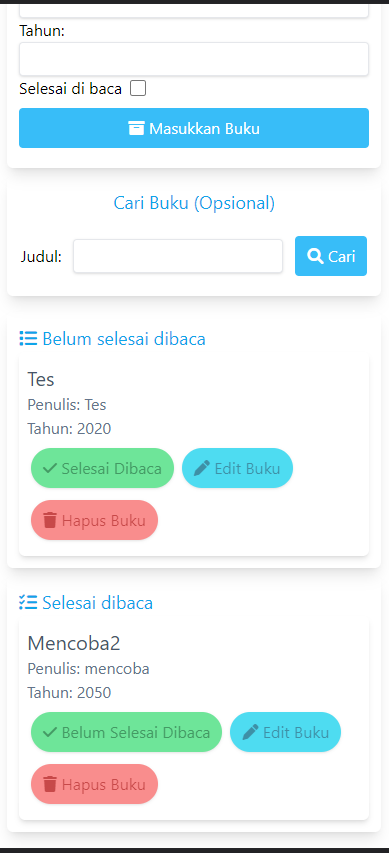 Tahun:
Selesai di baca
Masukkan Buku
Cari Buku (Opsional)
Judul:
Cari
Belum selesai dibaca
Tes
Penulis: Tes
Tahun: 2020
Selesai Dibaca Edit Buku
Hapus Buku
Selesai dibaca
Mencoba2
Penulis: mencoba
Tahun: 2050
Belum Selesai Dibaca Edit Buku
Hapus Buku